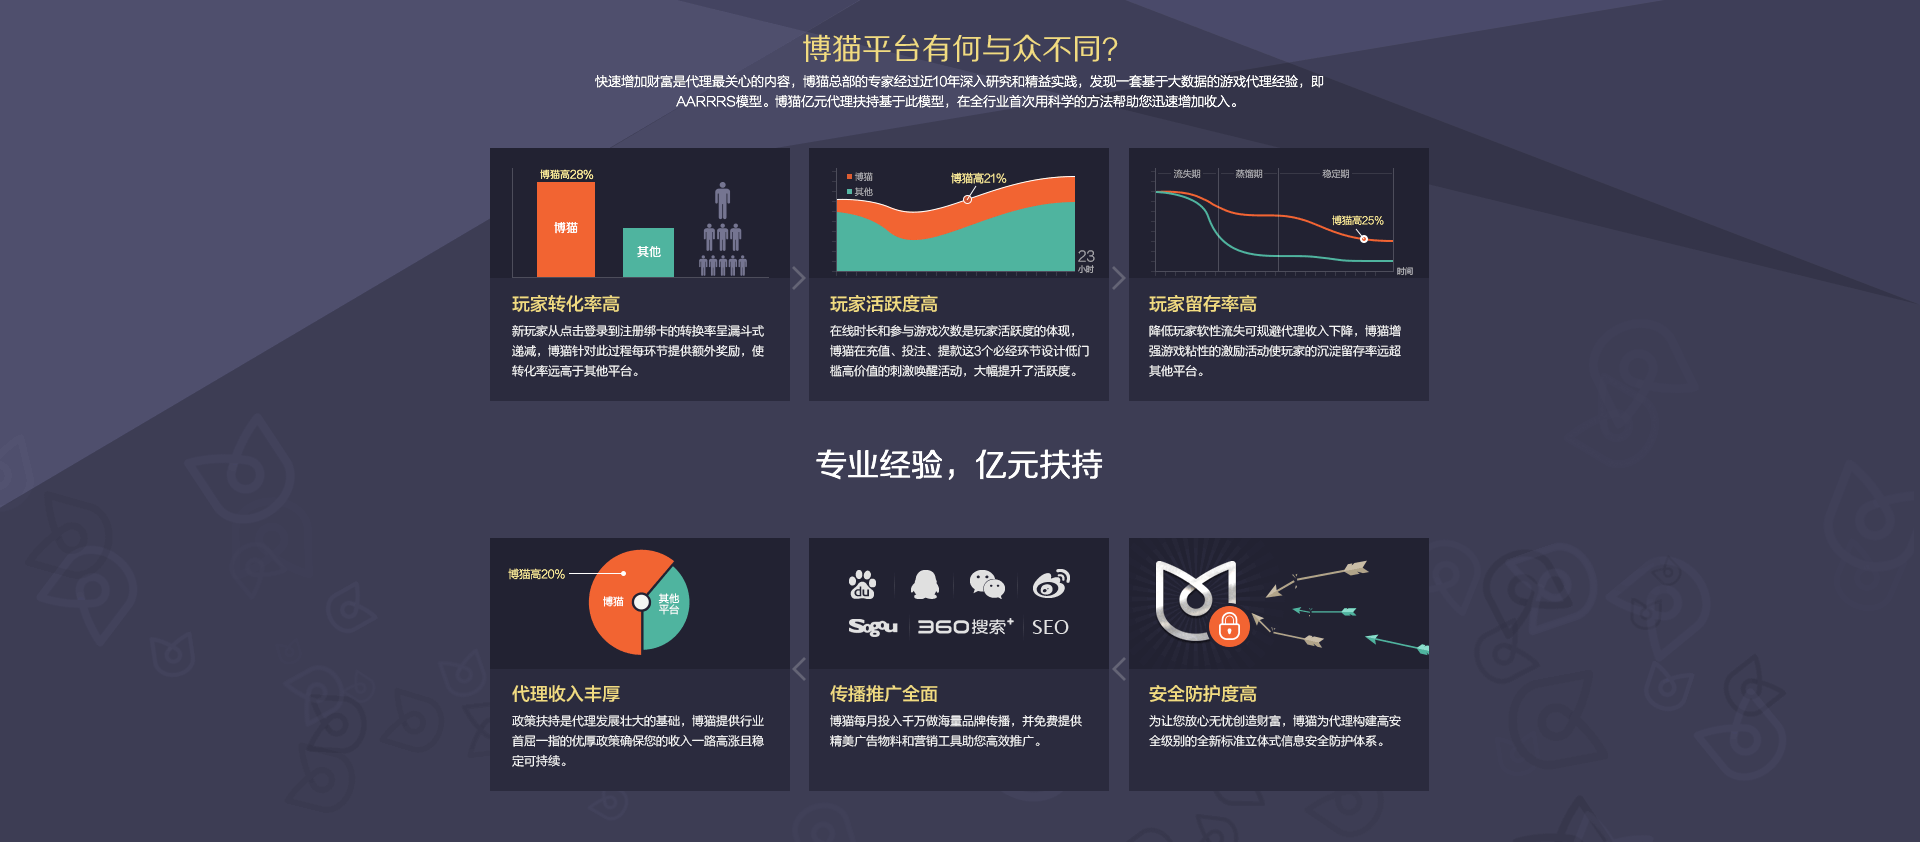 博猫平台有何与众不同?
快速增加财富是代理最关心的内容，博猫总部的专家经过近10年深入研究和精益实践，发现一套基于大数据的游戏代理经验，即
AARRRS模型。博猫亿元代理扶持基于此模型，在全行业首次用科学的方法帮助您迅速增加收入。
博猫高28%
博猫
其他
玩家转化率高
新玩家从点击登录到注册绑卡的转换率呈漏斗式
递减，博猫针对此过程每环节提供额外奖励，使
转化率远高于其他平台。
博猫
其他
博猫高21%
23
小时
玩家活跃度高
在线时长和参与游戏次数是玩家活跃度的体现，
博猫在充值、投注、提款这3个必经环节设计低门
槛高价值的刺激唤醒活动，大幅提升了活跃度。
流失期 蒸馏期 稳定期
博猫高25%
时间
玩家留存率高
降低玩家软性流失可规避代理收入下降，博猫增
强游戏粘性的激励活动使玩家的沉淀留存率远超
其他平台。
专业经验，亿元扶持
博猫高20%
博猫
其他
平台
代理收入丰厚
政策扶持是代理发展壮大的基础，博猫提供行业
首屈一指的优厚政策确保您的收入一路高涨且稳
定可持续。
du
Sogou 360搜索+ SEO
传播推广全面
博猫每月投入千万做海量品牌传播，并免费提供
精美广告物料和营销工具助您高效推广。
安全防护度高
为让您放心无忧创造财富，博猫为代理构建高安
全级别的全新标准立体式信息安全防护体系。